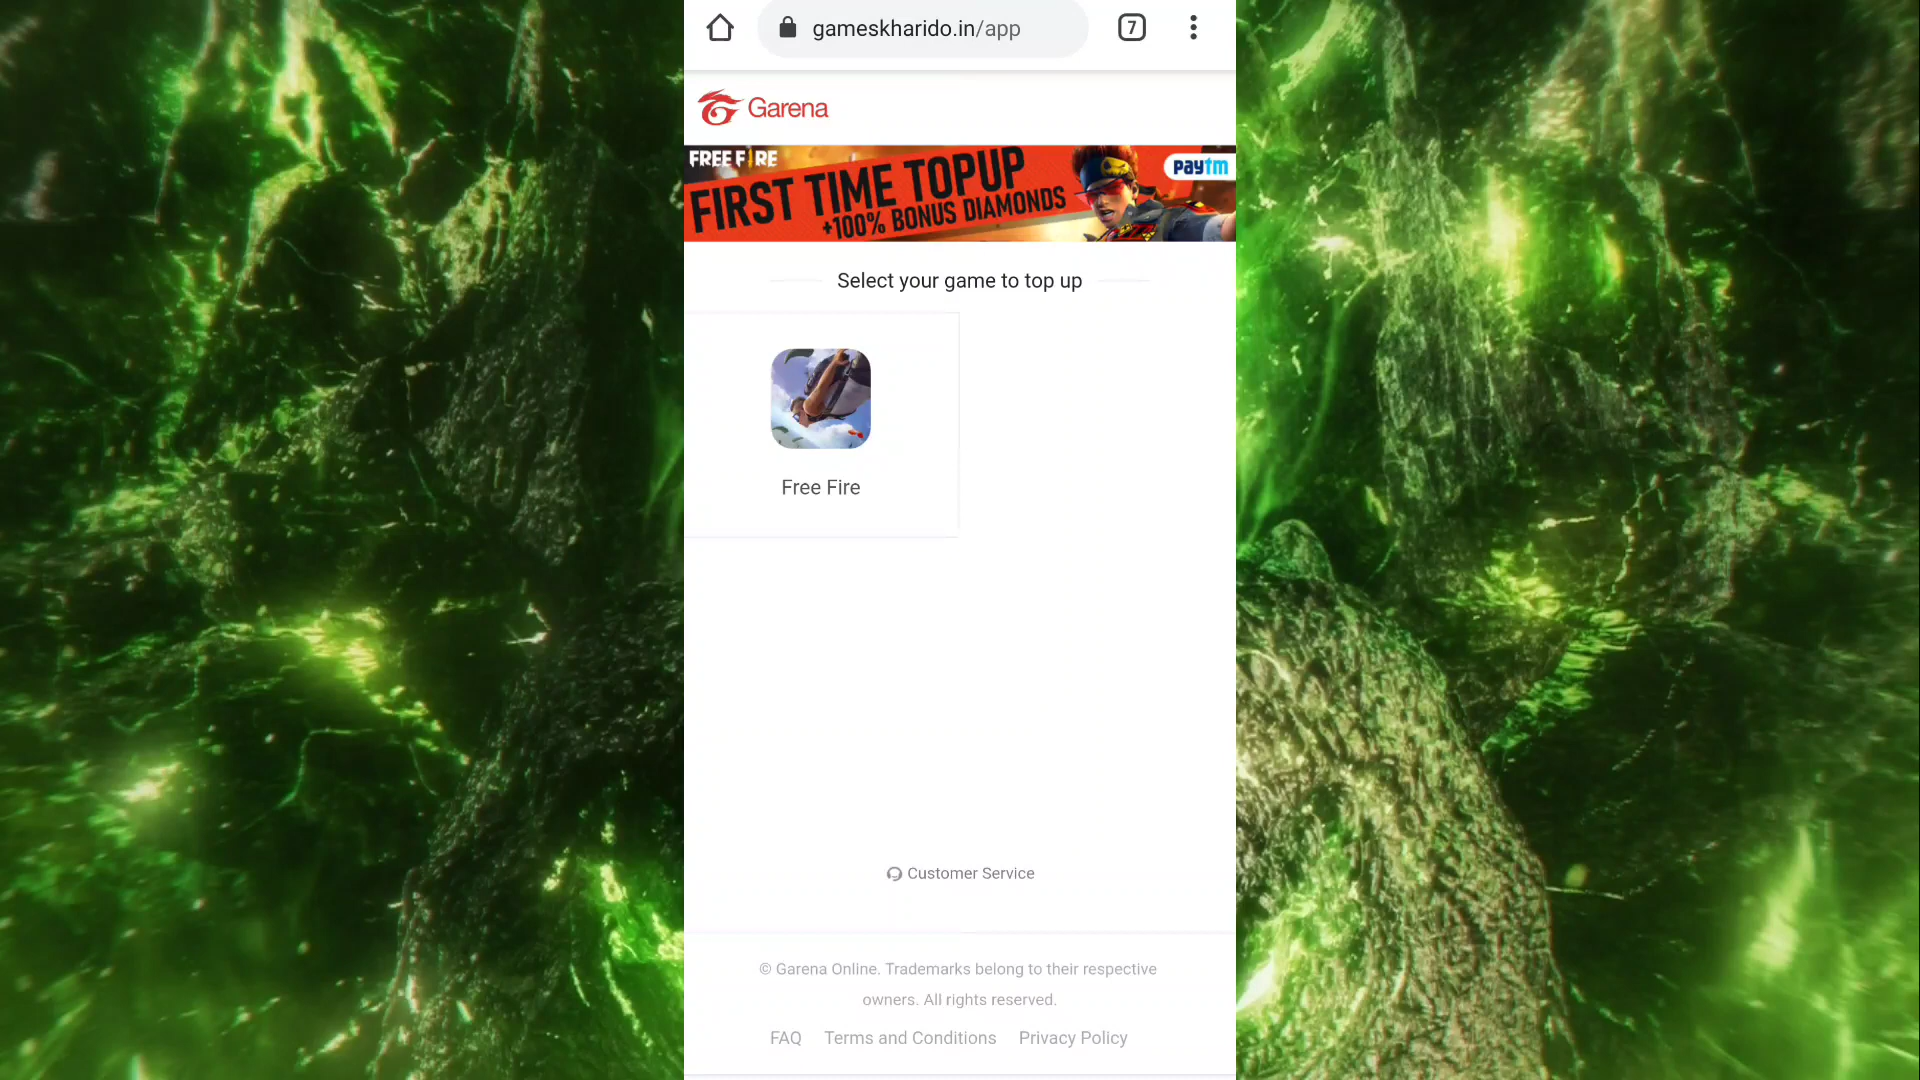 gameskharido.in/app
7
Garena
FREE FIRE
FIRST TIME TOPUP
+100% BONUS DIAMONDS
paytm
Select your game to top up
Free Fire
Customer Service
© Garena Online. Trademarks belong to their respective
owners. All rights reserved.
FAQ Terms and Conditions Privacy Policy